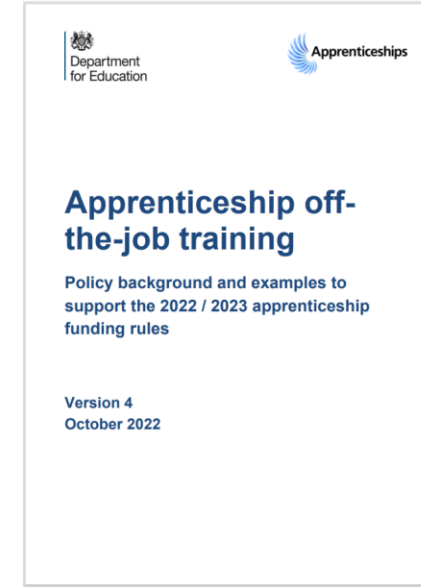 Department
for Education
Apprenticeships
Apprenticeship off-
the-job training
Policy background and examples to
support the 2022 / 2023 apprenticeship
funding rules
Version 4
October 2022